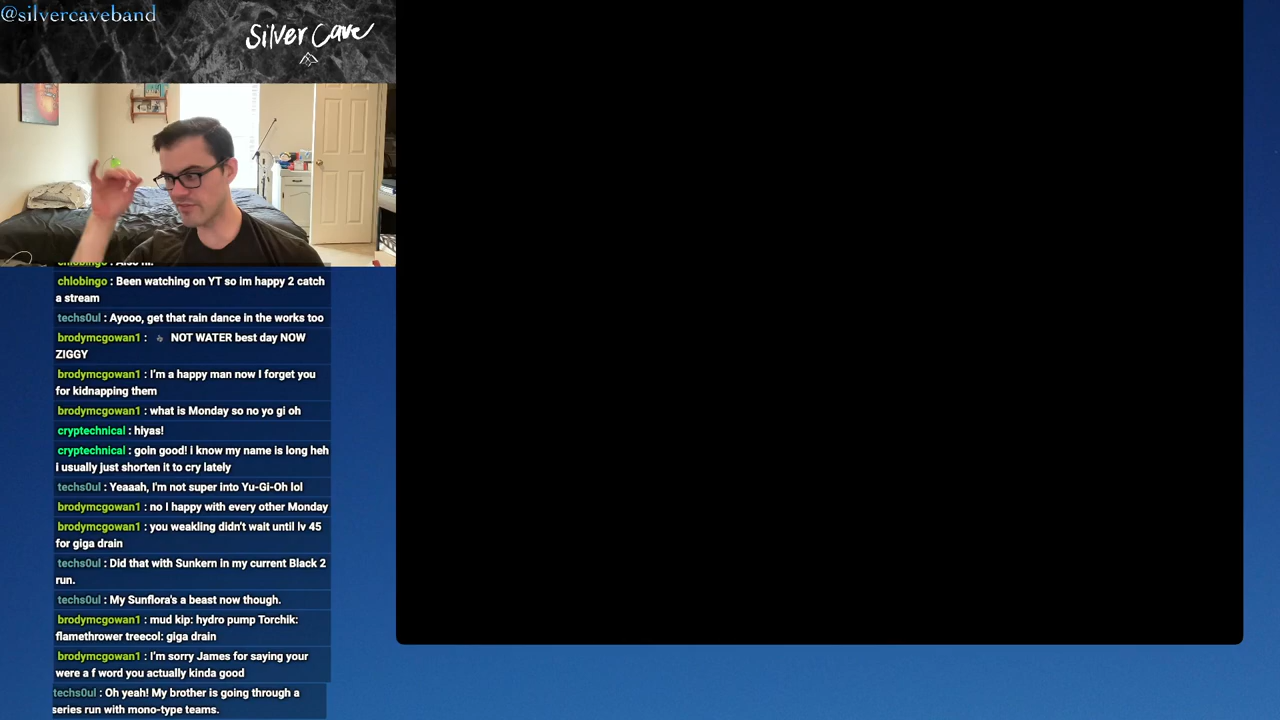 @silvercaveband
Silver Cave
chlobingo : Also hi!
chlobingo : Been watching on YT so im happy 2 catch
a stream
techs0ul : Ayooo, get that rain dance in the works too
brodymcgowan1 : NOT WATER best day NOW
ZIGGY
brodymcgowan1 : I'm a happy man now I forget you
for kidnapping them
brodymcgowan1 : what is Monday so no yo gi oh
cryptechnical : hiyas!
cryptechnical : goin good! i know my name is long heh
i usually just shorten it to cry lately
techs0ul : Yeaaah, I'm not super into Yu-Gi-Oh lol
brodymcgowan1 : no I happy with every other Monday
brodymcgowan1 : you weakling didn't wait until lv 45
for giga drain
techs0ul : Did that with Sunkern in my current Black 2
run.
techs0ul : My Sunflora's a beast now though.
brodymcgowan1 : mud kip: hydro pump Torchik:
flamethrower treecol: giga drain
brodymcgowan1 : I'm sorry James for saying your
were a f word you actually kinda good
techs0ul : Oh yeah! My brother is going through a
series run with mono-type teams.